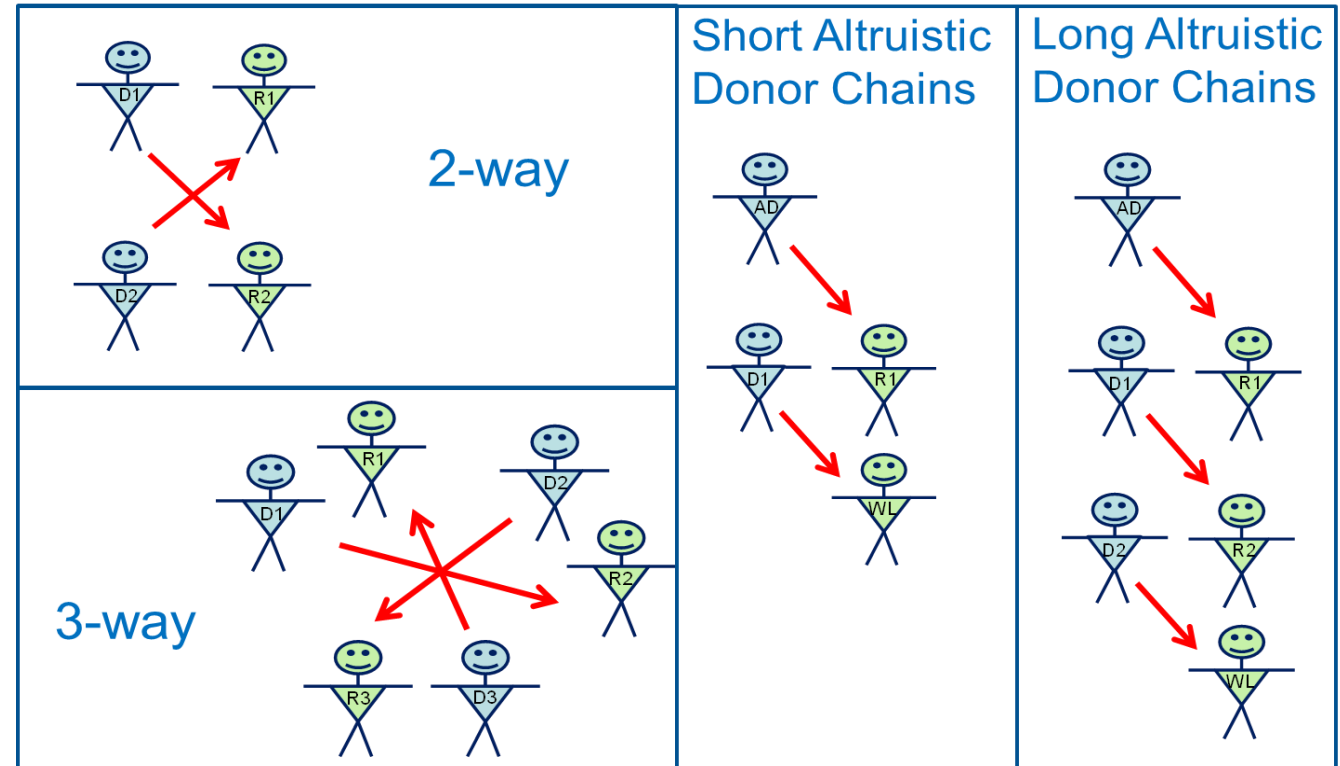 D1 R1
2-way
D2 R2
R1
D1 D2
R2
3-way
R3 D3
Short Altruistic
Donor Chains
AD
D1 R1
WL
Long Altruistic
Donor Chains
AD
D1 R1
D2 R2
WL